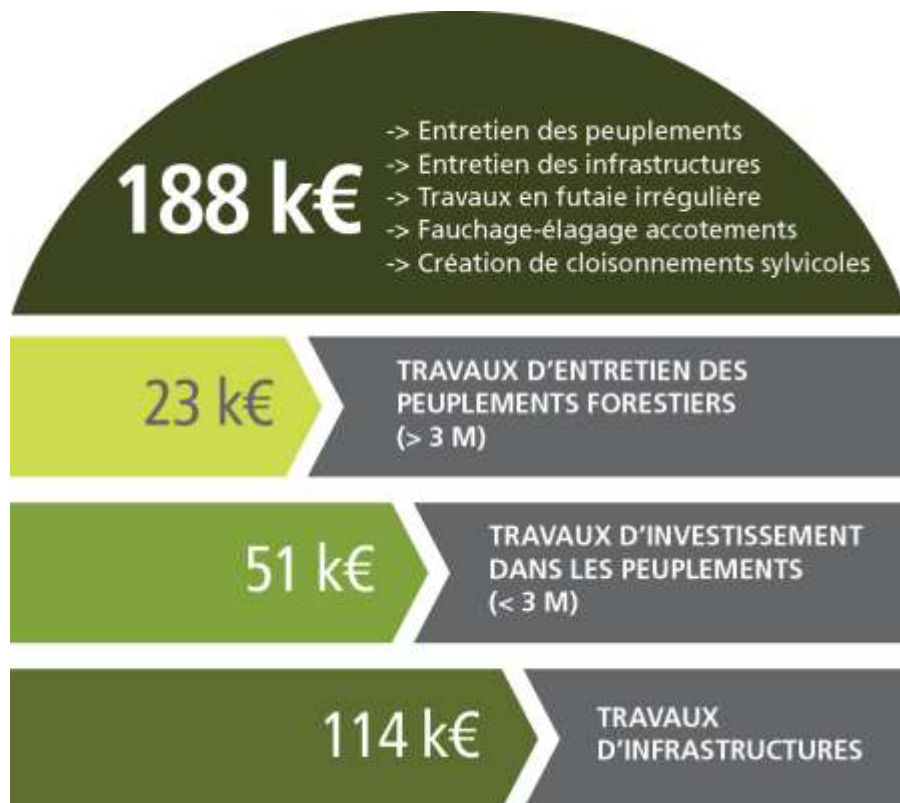 188 k€
-> Entretien des peuplements
-> Entretien des infrastructures
-> Travaux en futaie irrégulière
-> Fauchage-élagage accotements
-> Création de cloisonnements sylvicoles
23 k€
TRAVAUX D'ENTRETIEN DES
PEUPLEMENTS FORESTIERS
(> 3 M)
51 k€
TRAVAUX D'INVESTISSEMENT
DANS LES PEUPLEMENTS
(< 3 M)
114 k€
TRAVAUX
D'INFRASTRUCTURES